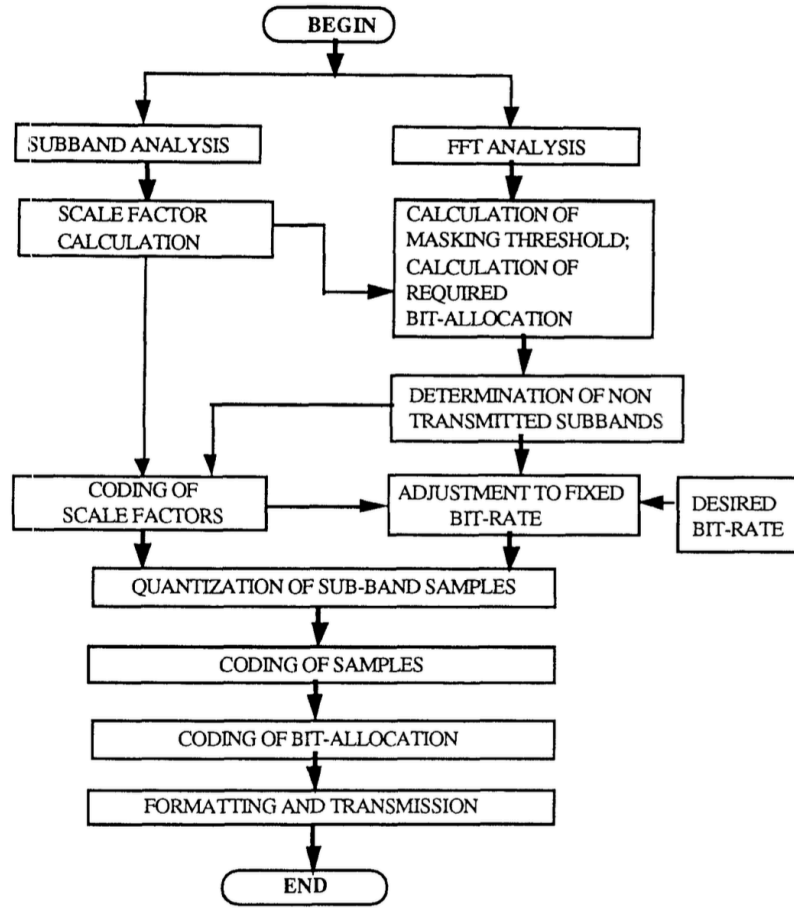 BEGIN
SUBBAND ANALYSIS
FFT ANALYSIS
SCALE FACTOR
CALCULATION
CALCULATION OF
MASKING THRESHOLD;
CALCULATION OF
REQUIRED
BIT-ALLOCATION
DETERMINATION OF NON
TRANSMITTED SUBBANDS
CODING OF
SCALE FACTORS
ADJUSTMENT TO FIXED
BIT-RATE
DESIRED
BIT-RATE
QUANTIZATION OF SUB-BAND SAMPLES
CODING OF SAMPLES
CODING OF BIT-ALLOCATION
FORMATTING AND TRANSMISSION
END